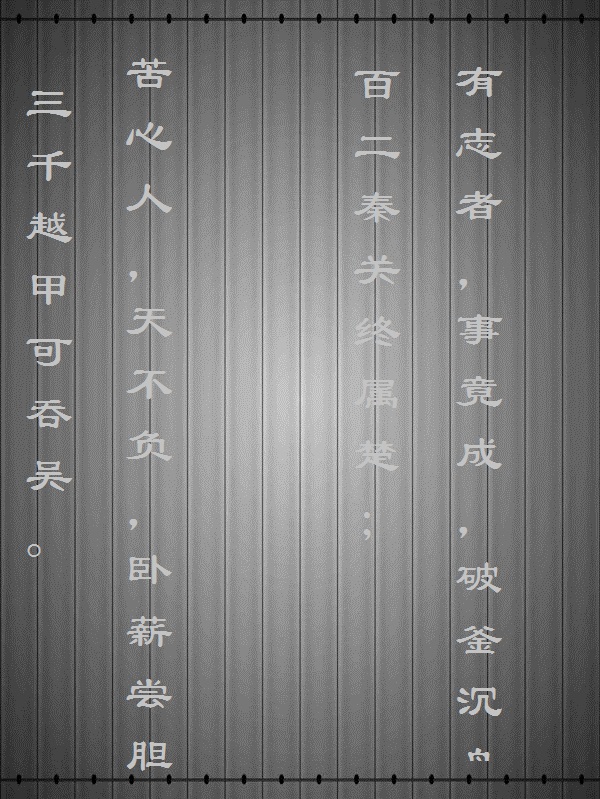 有志者，事竟成，破釜沉
百二秦关终属楚；
苦心人，天不负，卧薪尝胆
三千越甲可吞吴。